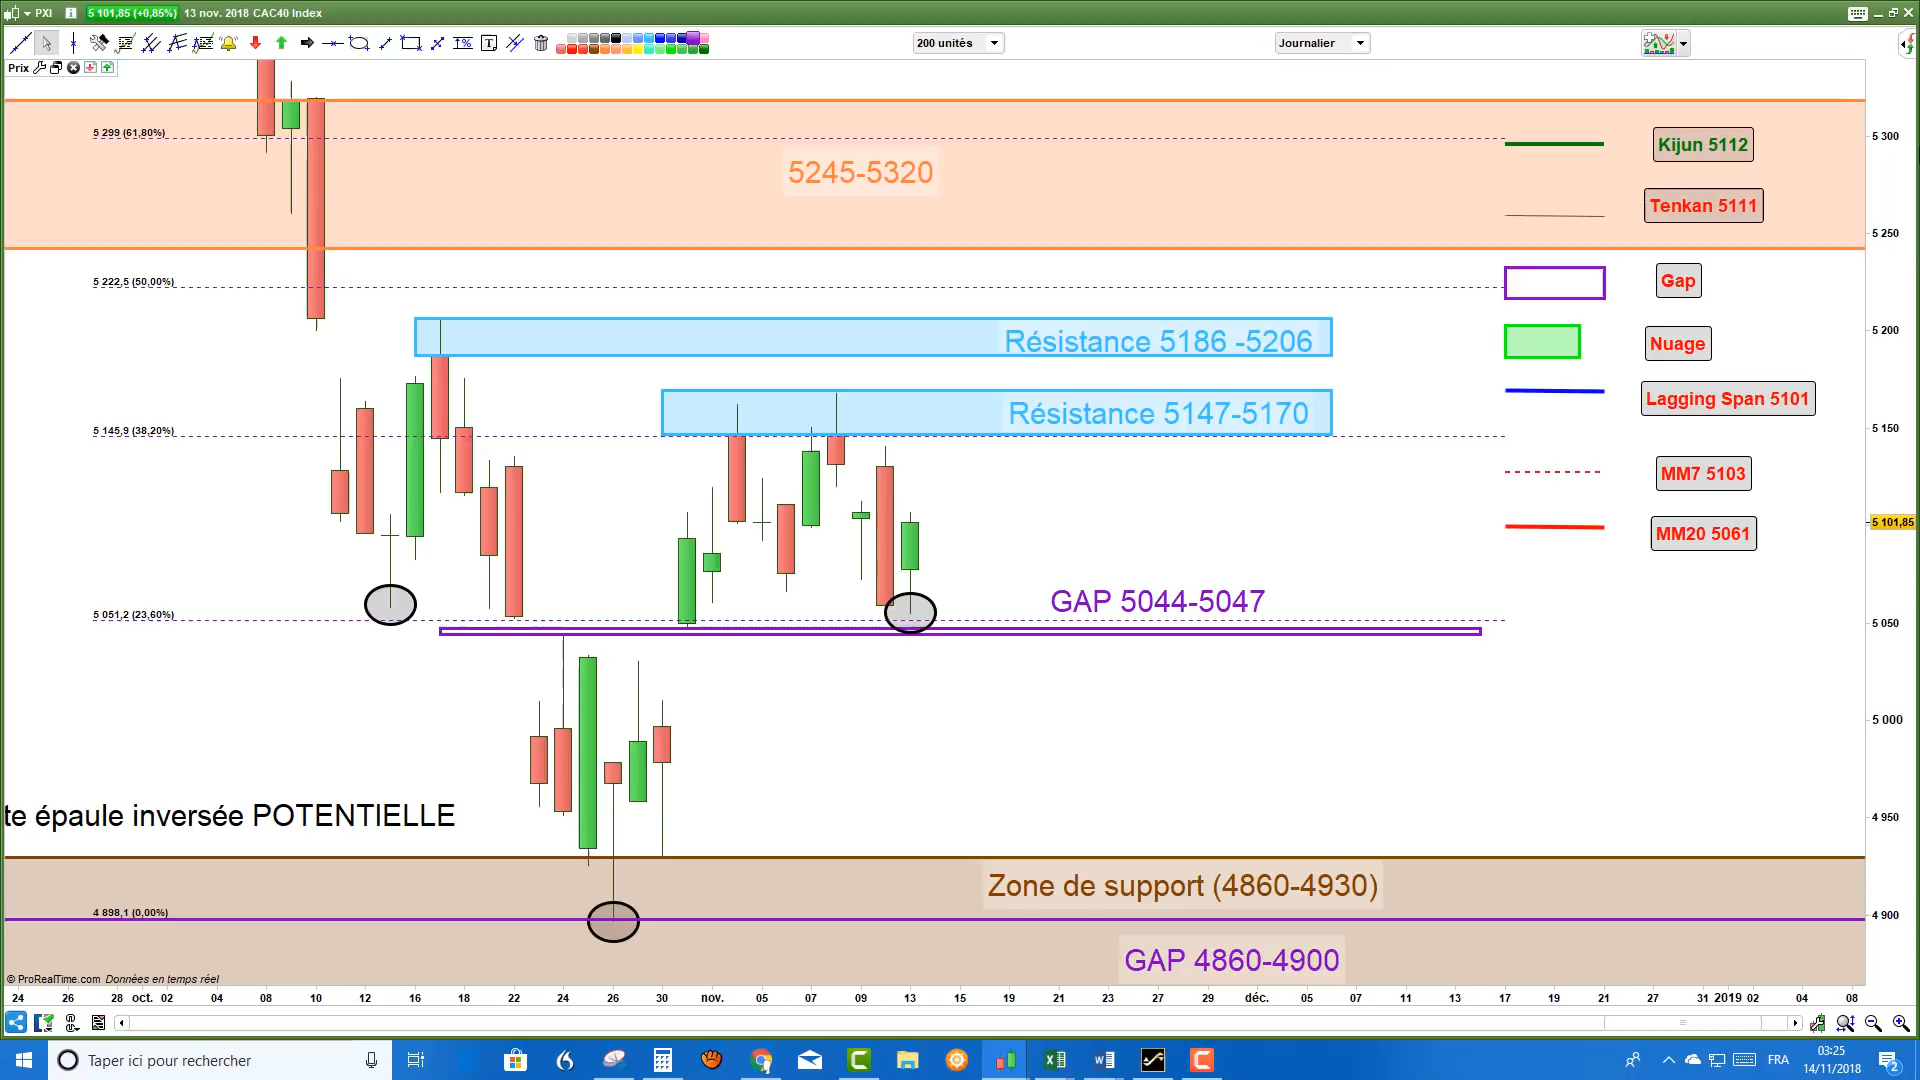 PXI
5 101,85 (+0,85%)
13 nov. 2018 CAC40 Index
200 unités
Journalier
Prix
5 299 (61,80%)
5245-5320
5 222,5 (50,00%)
Résistance 5186 -5206
Résistance 5147-5170
5 145,9 (38,20%)
GAP 5044-5047
5 051,2 (23,60%)
te épaule inversée POTENTIELLE
Zone de support (4860-4930)
4 898,1 (0,00%)
GAP 4860-4900
Kijun 5112
Tenkan 5111
Gap
Nuage
Lagging Span 5101
MM7 5103
MM20 5061
5 300
5 250
5 200
5 150
5 101,85
5 050
5 000
4 950
4 900
© ProRealTime.com Données en temps réel
24 26 28 oct. 02 04 08 10 12 16 18 22 24 26 30 nov. 05 07 09 13 15 19 21 23 27 29 déc. 05 07 11 13 17 19 21 27 31 2019 02 04 08
Taper ici pour rechercher
FRA
03:25
14/11/2018
2